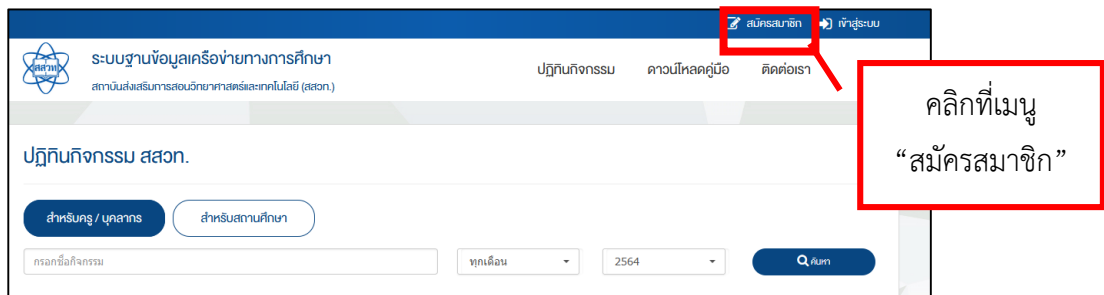 สมัครสมาชิก เข้าสู่ระบบ
สสวท
ระบบฐานข้อมูลเครือข่ายทางการศึกษา
สถาบันส่งเสริมการสอนวิทยาศาสตร์และเทคโนโลยี (สสวท.)
ปฏิทินกิจกรรม ดาวน์โหลดคู่มือ ติดต่อเรา
คลิกที่เมนู
“สมัครสมาชิก”
ปฏิทินกิจกรรม สสวท.
สำหรับครู / บุคลากร สำหรับสถานศึกษา
กรอกชื่อกิจกรรม ทุกเดือน 2564 ค้นหา